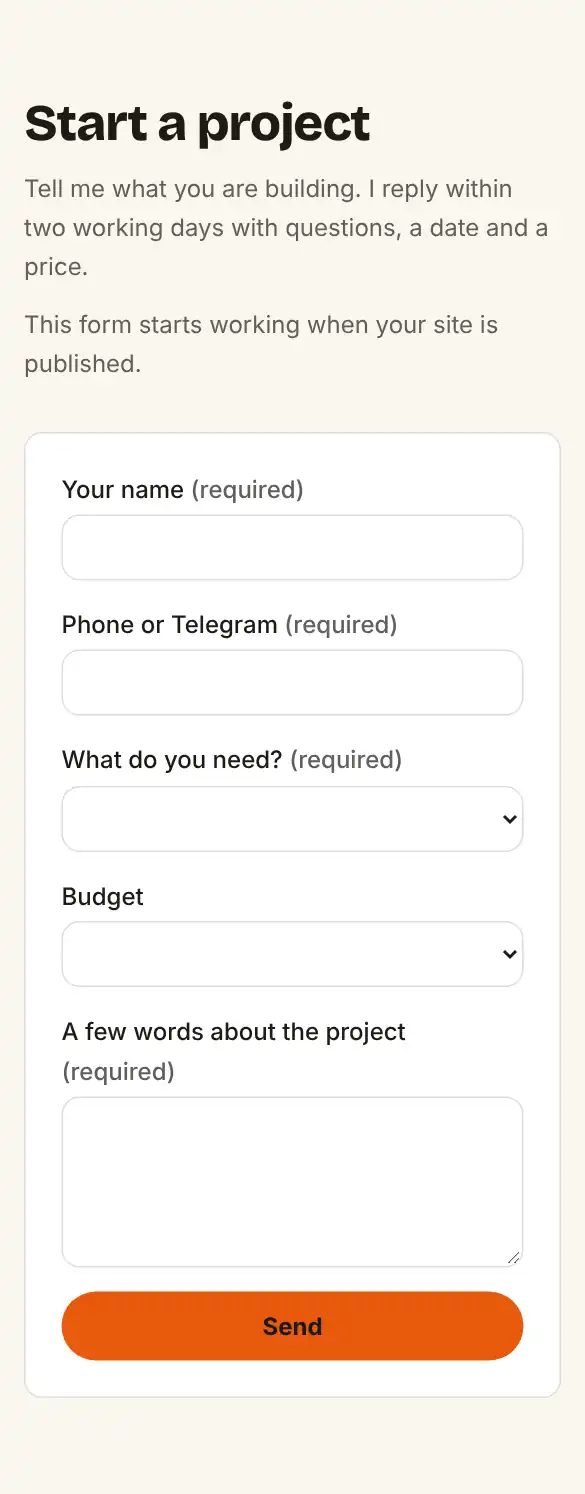 Start a project
Tell me what you are building. I reply within
two working days with questions, a date and a
price.
This form starts working when your site is
published.
Your name (required)
Phone or Telegram (required)
What do you need? (required)
Budget
A few words about the project
(required)
Send